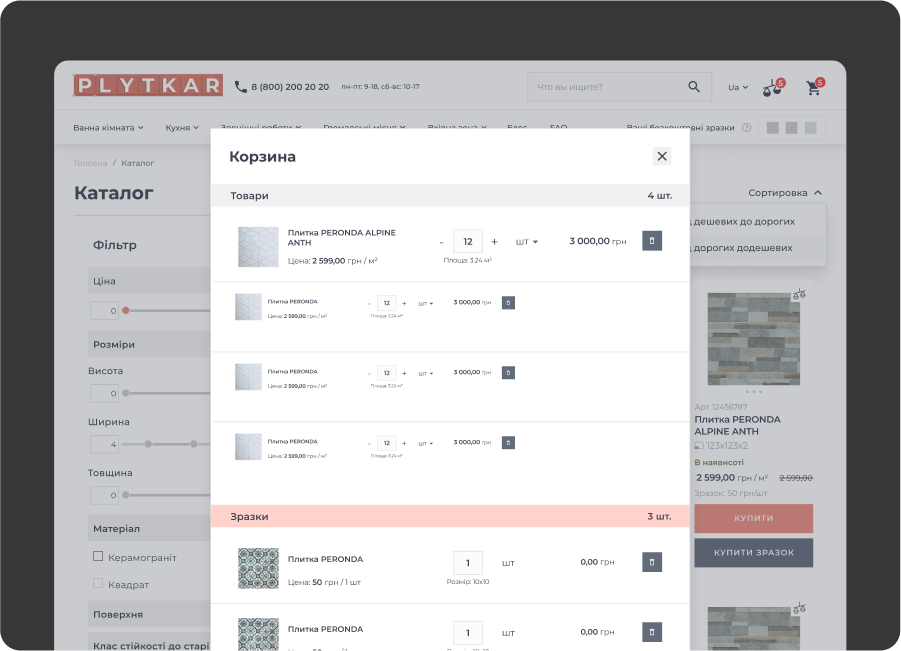 PLYTKAR
8 (800) 200 20 20
пн-пт: 9-18, сб-вс: 10-17
Что вы ищите?
Ua
5
5
Ванна кімната
Кухня
Зовнішні роботи
Громадські місця
Вхідна зона
Блог
FAQ
Ваші безкоштовні зразки
Головна / Каталог
Каталог
Сортировка
дешевих до дорогих
дорогих додешевих
Фільтр
Ціна
0
Розміри
Висота
0
Ширина
4
Товщина
0
Матеріал
Керамограніт
Квадрат
Поверхня
Клас стійкості до старі
Корзина
Товари
4 шт.
Плитка PERONDA ALPINE
ANTH
Цена: 2 599,00 грн / м²
- 12 + шт
Площа: 3.24 м²
3 000,00 грн
Плитка PERONDA
Цена: 2 599,00 грн / м²
- 12 + шт
Площа: 3.24 м²
3 000,00 грн
Плитка PERONDA
Цена: 2 599,00 грн / м²
- 12 + шт
Площа: 3.24 м²
3 000,00 грн
Плитка PERONDA
Цена: 2 599,00 грн / м²
- 12 + шт
Площа: 3.24 м²
3 000,00 грн
Зразки
3 шт.
Плитка PERONDA
Цена: 50 грн / 1 шт
1 шт
Розмір: 10х10
0,00 грн
Плитка PERONDA
1 шт
0,00 грн
Арт. 12456787
Плитка PERONDA
ALPINE ANTH
123х123х2
В наявності
2 599,00 грн / м² 2 599,00
Зразок: 50 грн/шт
КУПИТИ
КУПИТИ ЗРАЗОК